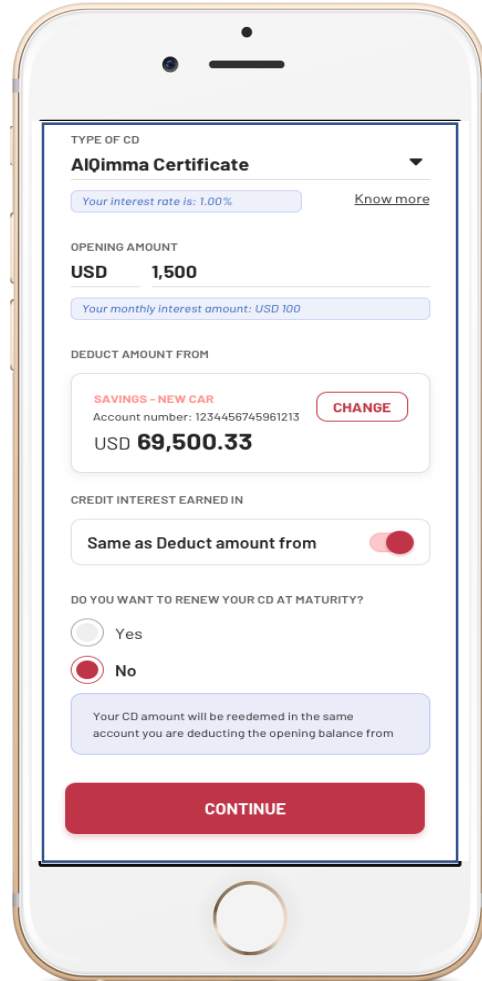 TYPE OF CD
AlQimma Certificate
Your interest rate is: 1.00%
Know more
OPENING AMOUNT
USD 1,500
Your monthly interest amount: USD 100
DEDUCT AMOUNT FROM
SAVINGS - NEW CAR
Account number: 1234456745961213
CHANGE
USD 69,500.33
CREDIT INTEREST EARNED IN
Same as Deduct amount from
DO YOU WANT TO RENEW YOUR CD AT MATURITY?
Yes
No
Your CD amount will be reedemed in the same
account you are deducting the opening balance from
CONTINUE